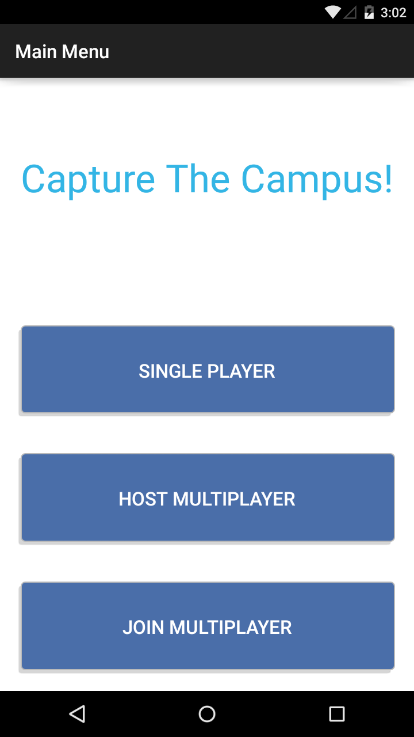 3:02
Main Menu
Capture The Campus!
SINGLE PLAYER
HOST MULTIPLAYER
JOIN MULTIPLAYER